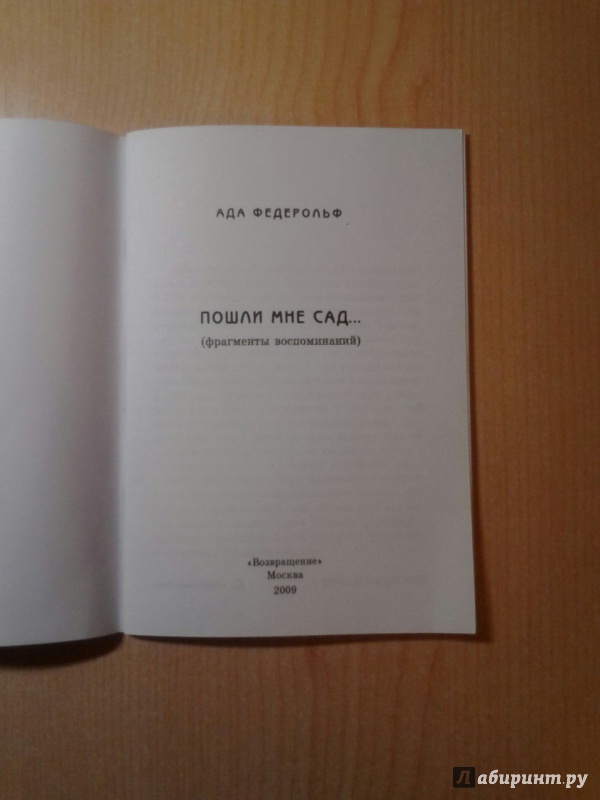 АДА ФЕДЕРОЛЬФ
ПОШЛИ МНЕ САД...
(фрагменты воспоминаний)
«Возвращение»
Москва
2009
Лабиринт.ру